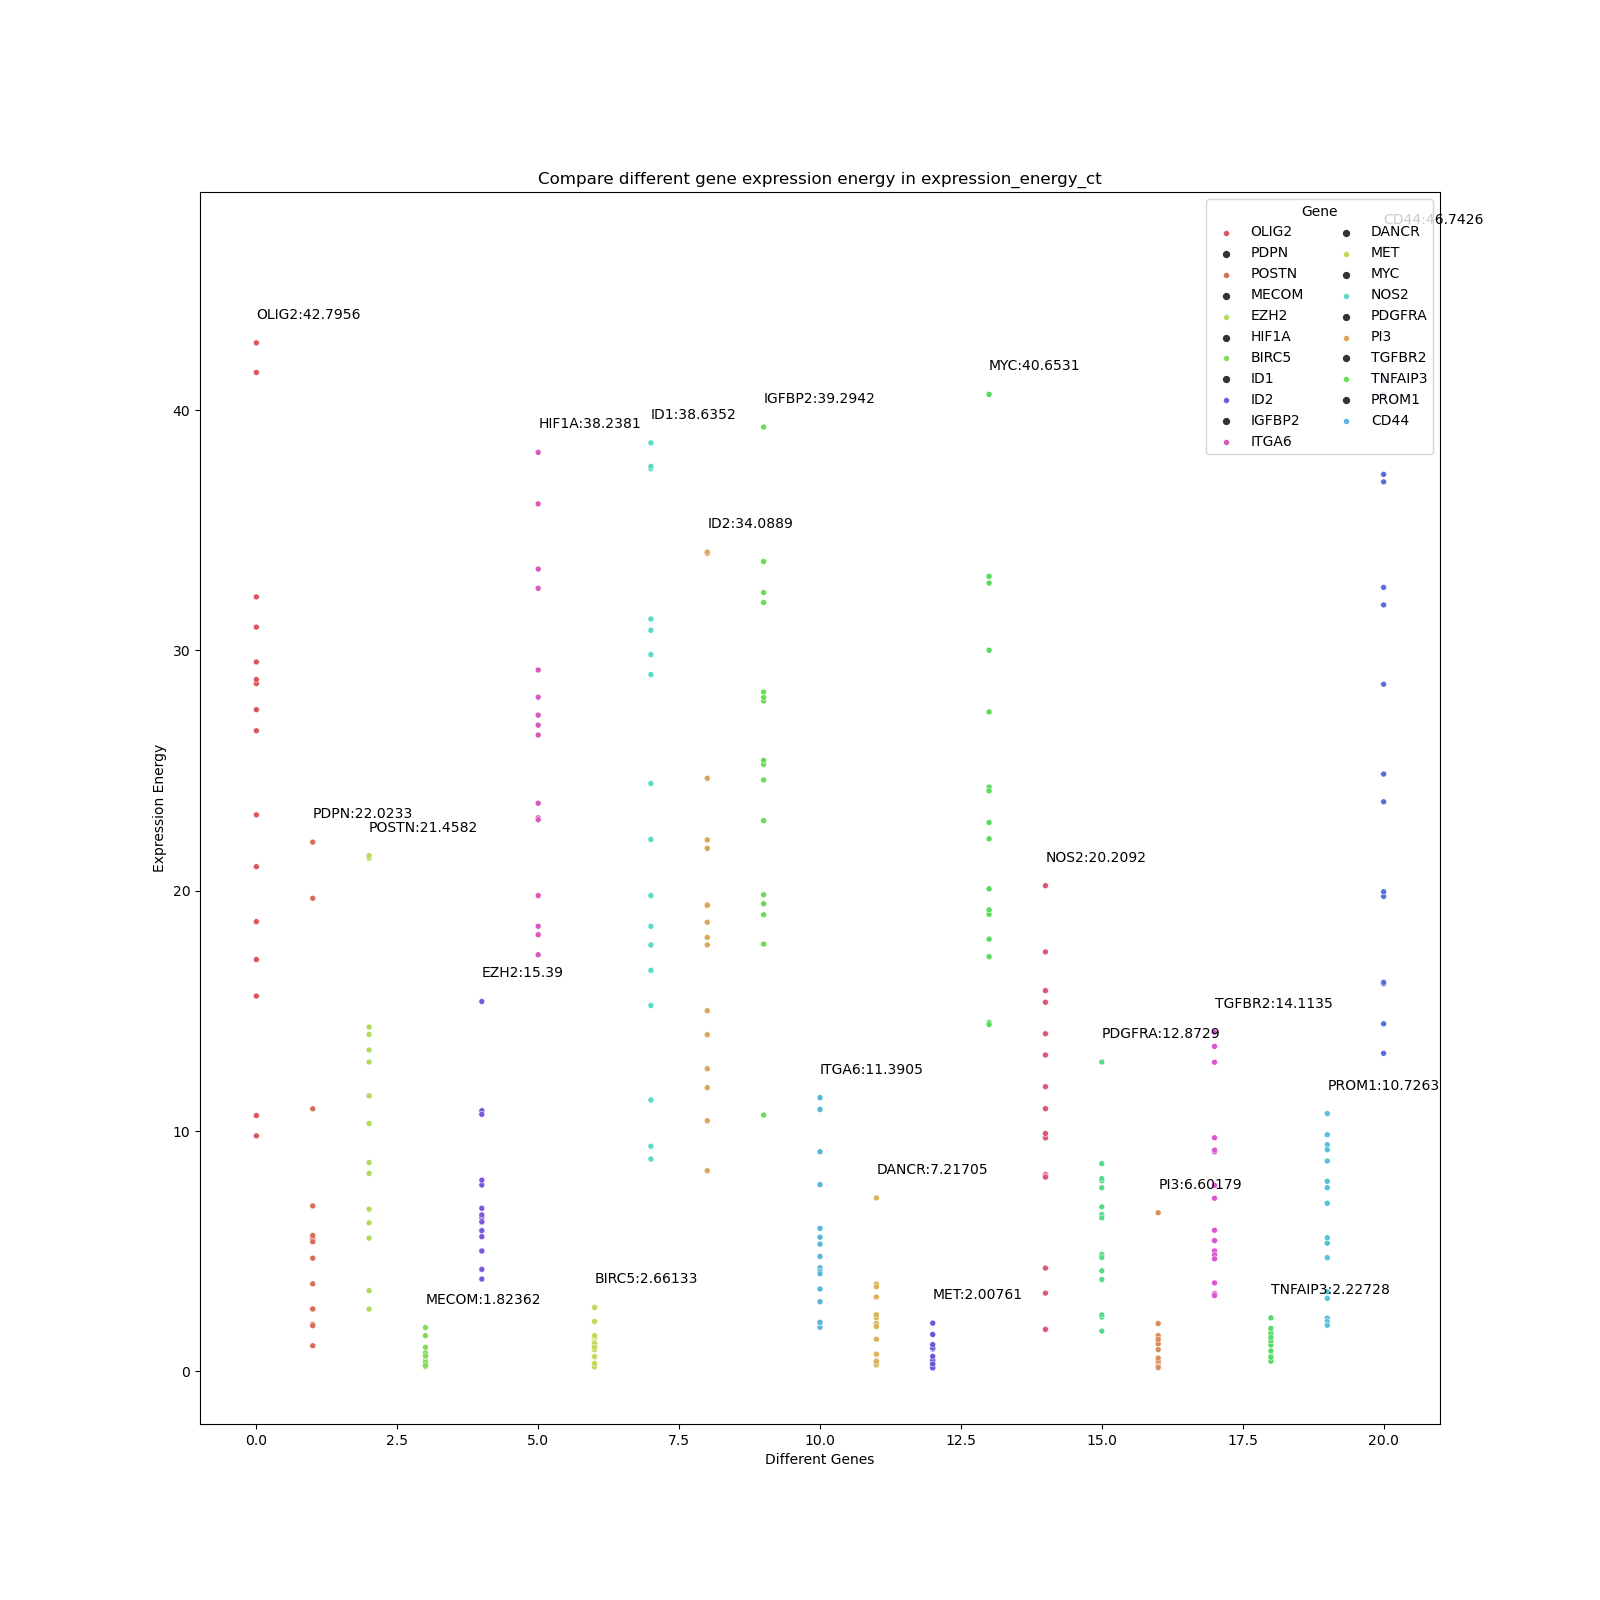 Compare different gene expression energy in expression_energy_ct
Gene
OLIG2
PDPN
POSTN
MECOM
EZH2
HIF1A
BIRC5
ID1
ID2
IGFBP2
ITGA6
DANCR
MET
MYC
NOS2
PDGFRA
PI3
TGFBR2
TNFAIP3
PROM1
CD44
CD44:46.7426
OLIG2:42.7956
MYC:40.6531
IGFBP2:39.2942
ID1:38.6352
HIF1A:38.2381
ID2:34.0889
PDPN:22.0233
POSTN:21.4582
NOS2:20.2092
EZH2:15.39
TGFBR2:14.1135
PDGFRA:12.8729
ITGA6:11.3905
PROM1:10.7263
DANCR:7.21705
PI3:6.60179
BIRC5:2.66133
TNFAIP3:2.22728
MET:2.00761
MECOM:1.82362
Expression Energy
40
30
20
10
0
0.0 2.5 5.0 7.5 10.0 12.5 15.0 17.5 20.0
Different Genes